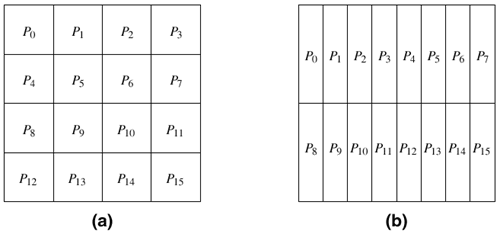 P0 P1 P2 P3
P4 P5 P6 P7
P8 P9 P10 P11
P12 P13 P14 P15
(a)
P0 P1 P2 P3 P4 P5 P6 P7
P8 P9 P10 P11 P12 P13 P14 P15
(b)